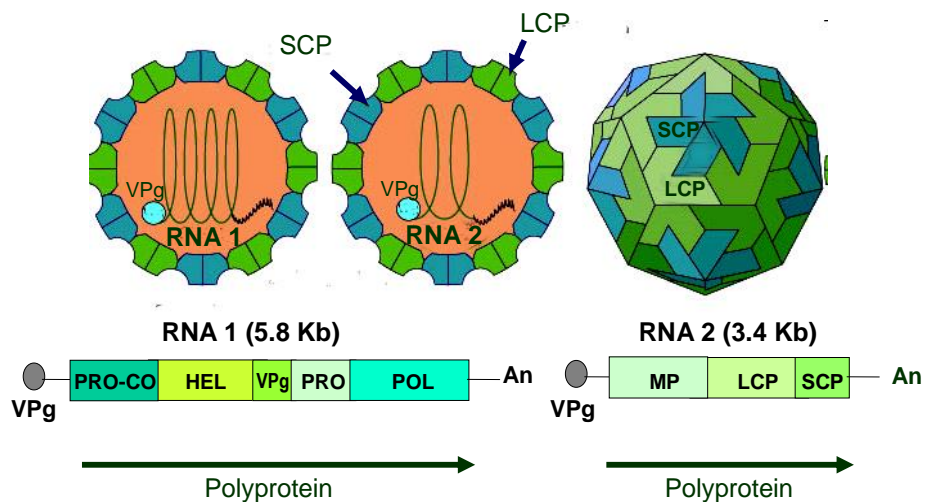 SCP
LCP
VPg
RNA 1
VPg
RNA 2
SCP
LCP
RNA 1 (5.8 Kb)
RNA 2 (3.4 Kb)
PRO-CO HEL VPg PRO POL An
VPg
MP LCP SCP An
VPg
Polyprotein
Polyprotein